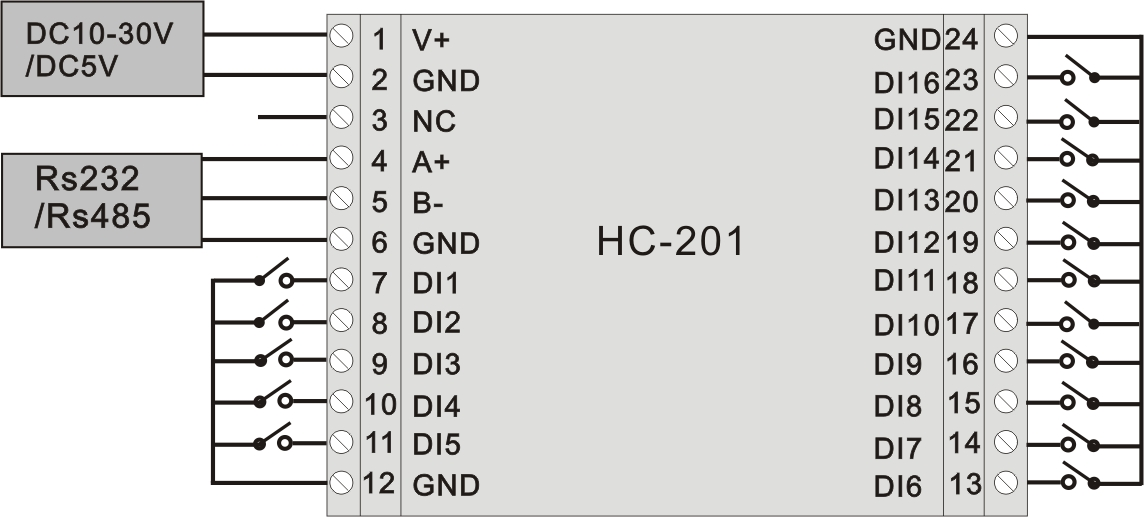 DC10-30V
/DC5V
Rs232
/Rs485
1 V+
2 GND
3 NC
4 A+
5 B-
6 GND
7 DI1
8 DI2
9 DI3
10 DI4
11 DI5
12 GND
HC-201
GND 24
DI16 23
DI15 22
DI14 21
DI13 20
DI12 19
DI11 18
DI10 17
DI9 16
DI8 15
DI7 14
DI6 13